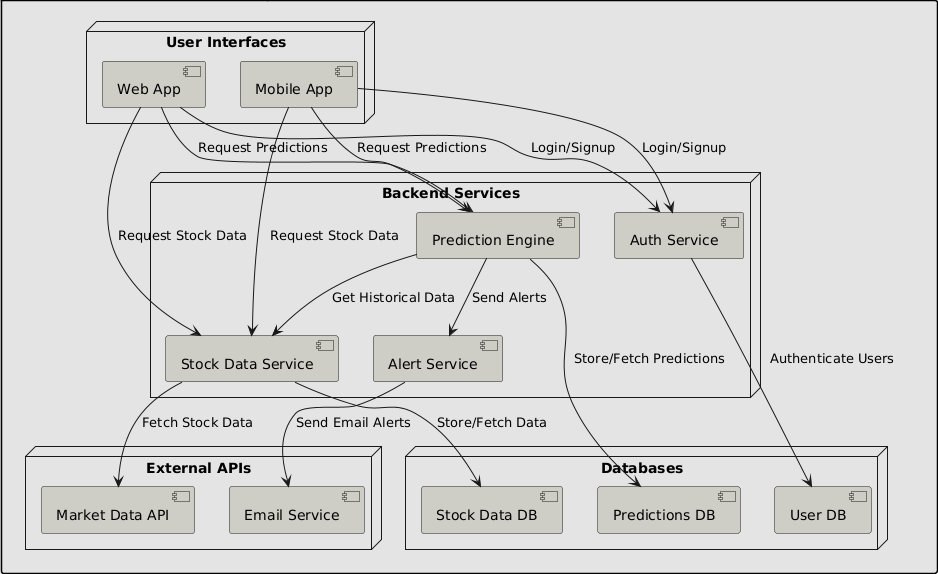 User Interfaces
Web App
Mobile App
Request Predictions
Request Predictions
Login/Signup
Login/Signup
Backend Services
Prediction Engine
Auth Service
Request Stock Data
Request Stock Data
Get Historical Data
Send Alerts
Stock Data Service
Alert Service
Store/Fetch Predictions
Authenticate Users
Fetch Stock Data
Send Email Alerts
Store/Fetch Data
External APIs
Databases
Market Data API
Email Service
Stock Data DB
Predictions DB
User DB